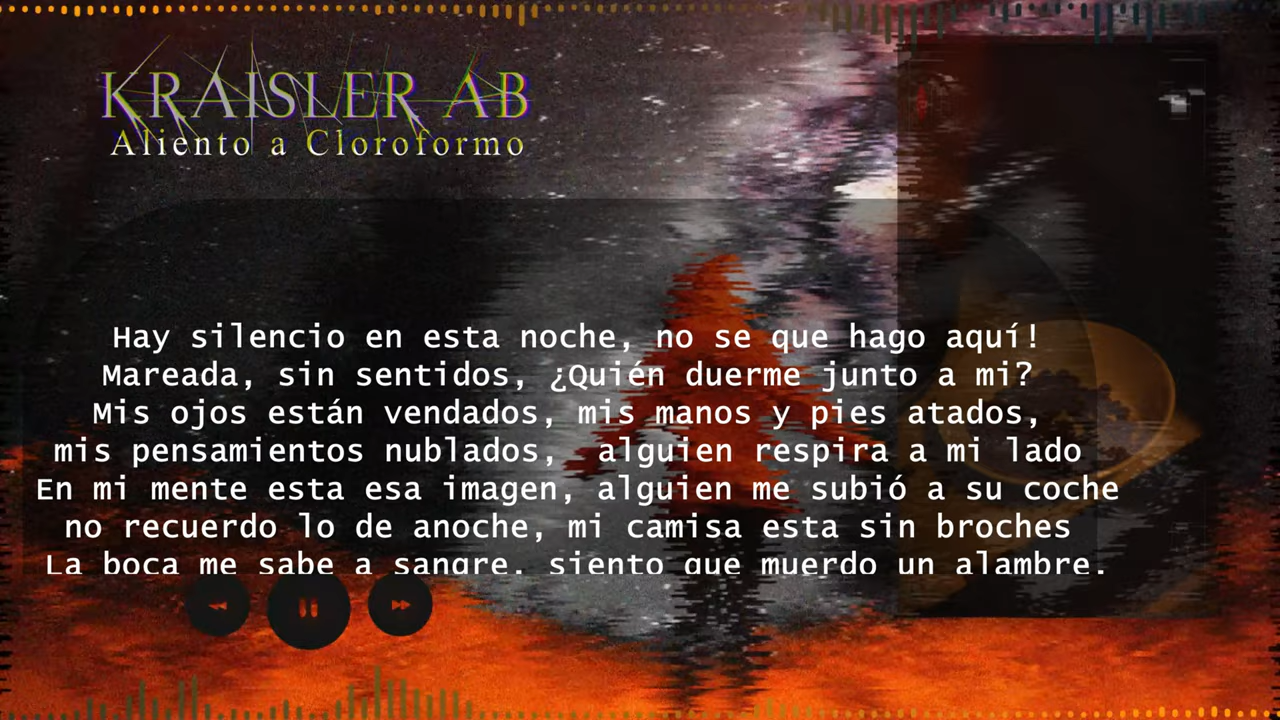 KRAISLER AB
Aliento a Cloroformo
Hay silencio en esta noche, no se que hago aquí!
Mareada, sin sentidos, ¿Quién duerme junto a mi?
Mis ojos están vendados, mis manos y pies atados,
mis pensamientos nublados, alguien respira a mi lado
En mi mente esta esa imagen, alguien me subió a su coche
no recuerdo lo de anoche, mi camisa esta sin broches
La boca me sabe a sangre, siento que muerdo un alambre,